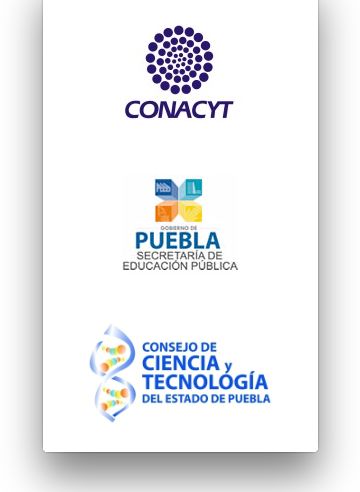 CONACYT
GOBIERNO DE
PUEBLA
SECRETARÍA DE
EDUCACIÓN PÚBLICA
CONSEJO DE
CIENCIA y
TECNOLOGÍA
DEL ESTADO DE PUEBLA